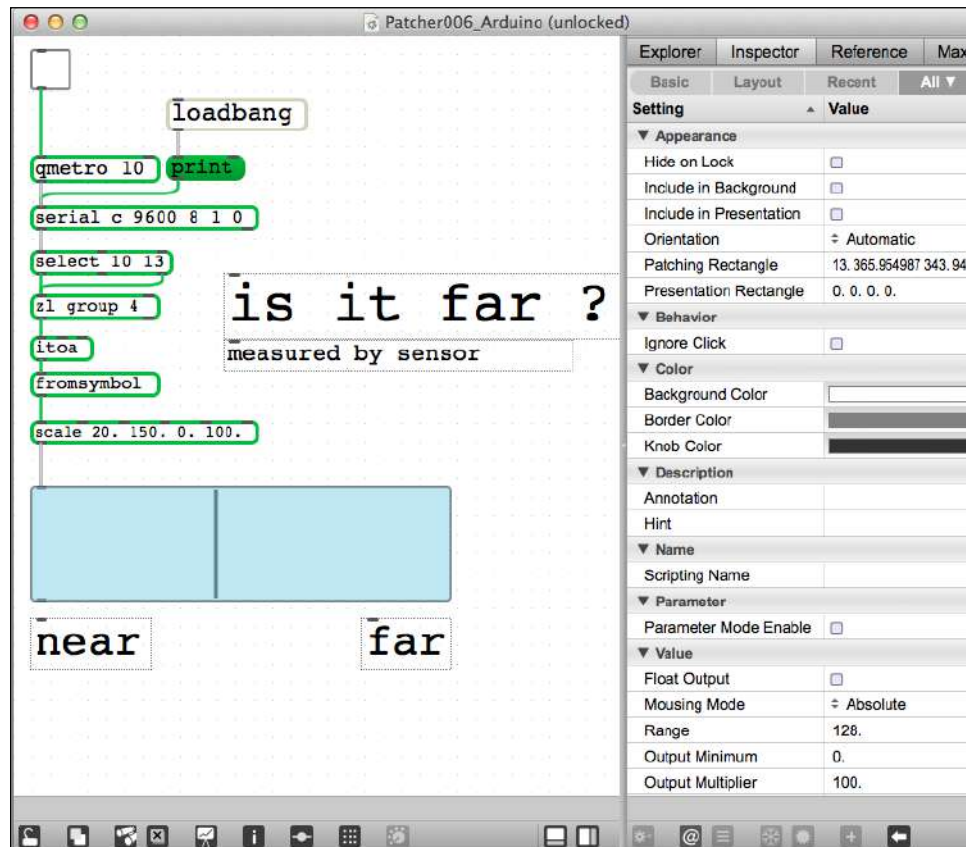 Patcher006_Arduino (unlocked)
loadbang
qmetro 10
print
serial c 9600 8 1 0
select 10 13
zl group 4
itoa
fromsymbol
scale 20. 150. 0. 100.
is it far ?
measured by sensor
near
far
Explorer Inspector Reference Max
Basic Layout Recent All ▼
Setting Value
▼ Appearance
Hide on Lock
Include in Background
Include in Presentation
Orientation Automatic
Patching Rectangle 13. 365.954987 343. 94
Presentation Rectangle 0. 0. 0. 0.
▼ Behavior
Ignore Click
▼ Color
Background Color
Border Color
Knob Color
▼ Description
Annotation
Hint
▼ Name
Scripting Name
▼ Parameter
Parameter Mode Enable
▼ Value
Float Output
Mousing Mode Absolute
Range 128.
Output Minimum 0.
Output Multiplier 100.